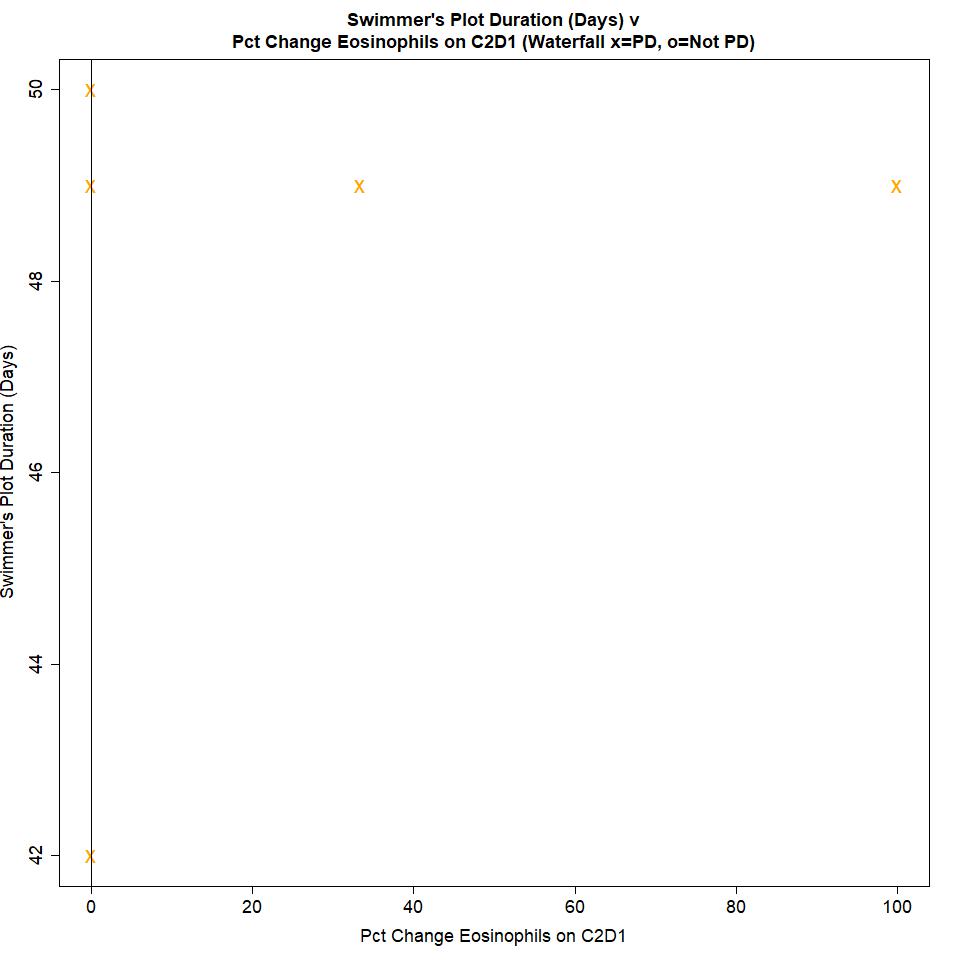 Swimmer's Plot Duration (Days) v
Pct Change Eosinophils on C2D1 (Waterfall x=PD, o=Not PD)
Swimmer's Plot Duration (Days)
50
48
46
44
42
X
X
X
X
X
0
20
40
60
80
100
Pct Change Eosinophils on C2D1